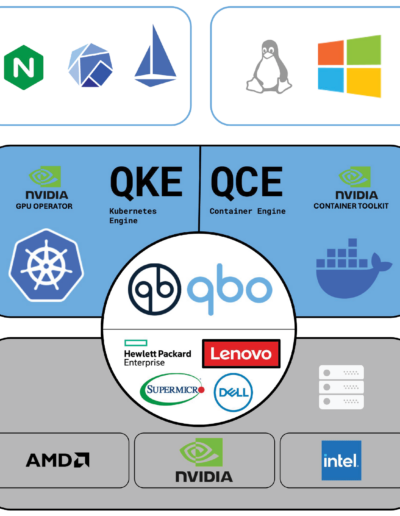 N
QKE
QCE
NVIDIA
GPU OPERATOR
Kubernetes
Engine
Container Engine
NVIDIA
CONTAINER TOOLKIT
qb
qbo
Hewlett Packard
Enterprise
Lenovo
SUPERMICRO
DELL
AMD
NVIDIA
intel.